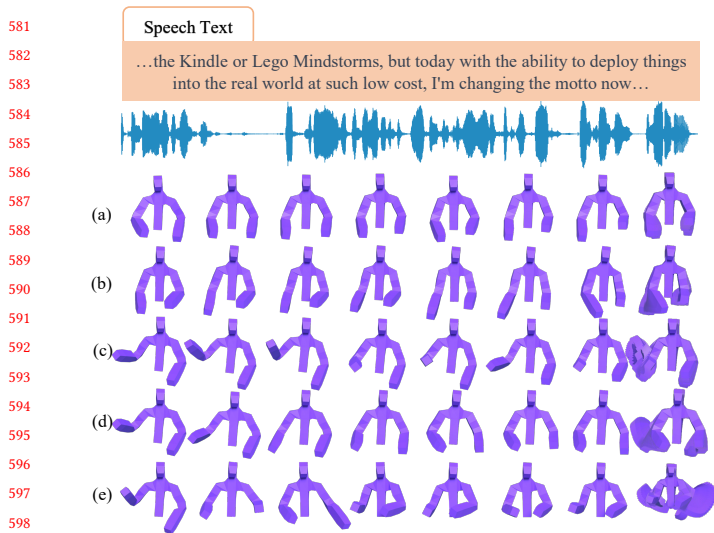 581
Speech Text
582
…the Kindle or Lego Mindstorms, but today with the ability to deploy things
583
into the real world at such low cost, I'm changing the motto now…
584
585
586
587
(a)
588
589
(b)
590
591
(c)
592
593
594
(d)
595
596
(e)
597
598